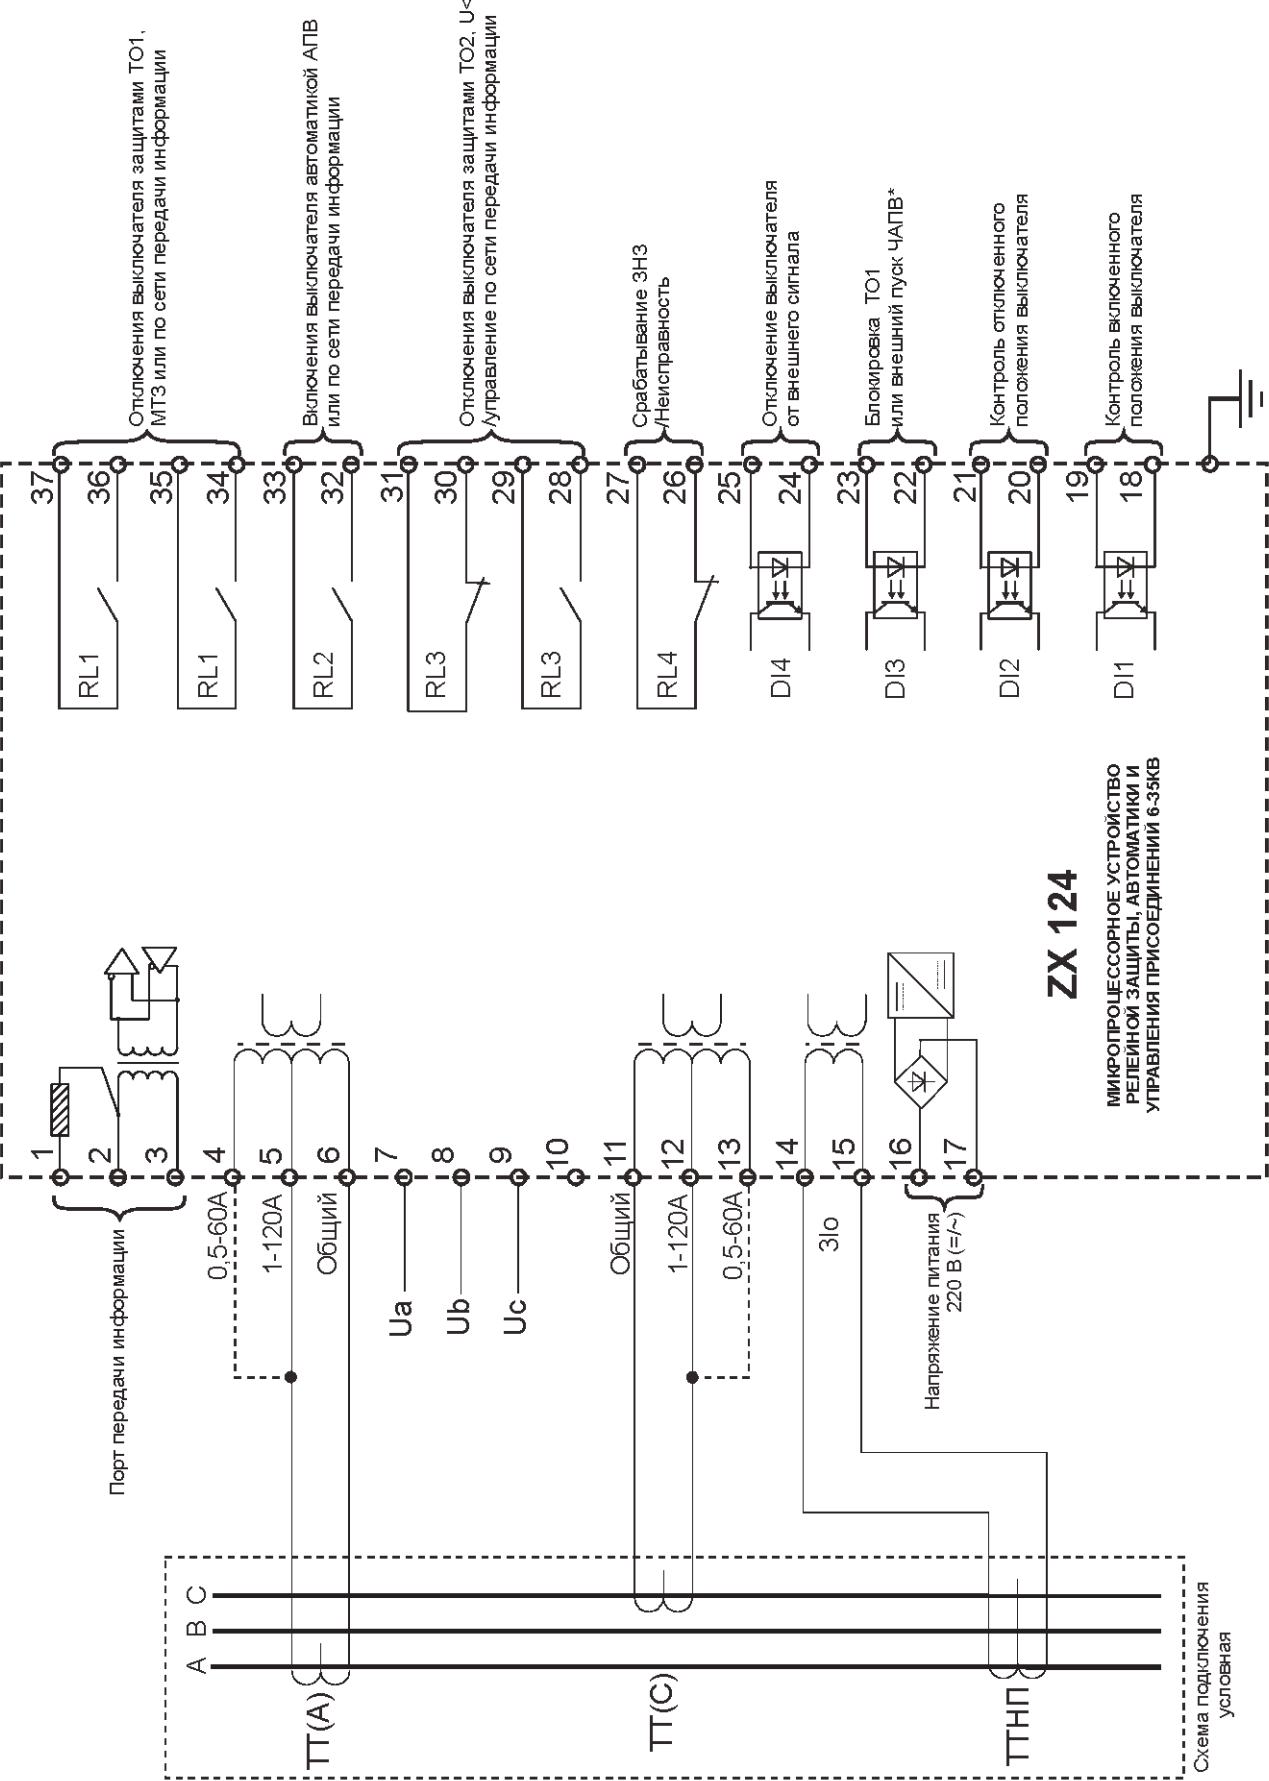 Порт передачи информации
1
2
3
4
5
6
7
8
9
10
11
12
13
14
15
16
17
0,5-60А
1-120А
Общий
Ua
Ub
Uc
Общий
1-120А
0,5-60А
3Io
Напряжение питания
220 В (=/~)
A
B
C
ТТ(А)
ТТ(С)
ТТНП
Схема подключения
условная
ZX 124
МИКРОПРОЦЕССОРНОЕ УСТРОЙСТВО
РЕЛЕЙНОЙ ЗАЩИТЫ, АВТОМАТИКИ И
УПРАВЛЕНИЯ ПРИСОЕДИНЕНИЙ 6-35КВ
RL1
RL1
RL2
RL3
RL3
RL4
DI4
DI3
DI2
DI1
37
36
35
34
33
32
31
30
29
28
27
26
25
24
23
22
21
20
19
18
Отключения выключателя защитами ТО1,
МТЗ или по сети передачи информации
Включения выключателя автоматикой АПВ
или по сети передачи информации
Отключения выключателя защитами ТО2, U<
/управление по сети передачи информации
Срабатывание ЗНЗ
/Неисправность
Отключение выключателя
от внешнего сигнала
Блокировка ТО1
или внешний пуск ЧАПВ*
Контроль отключенного
положения выключателя
Контроль включенного
положения выключателя